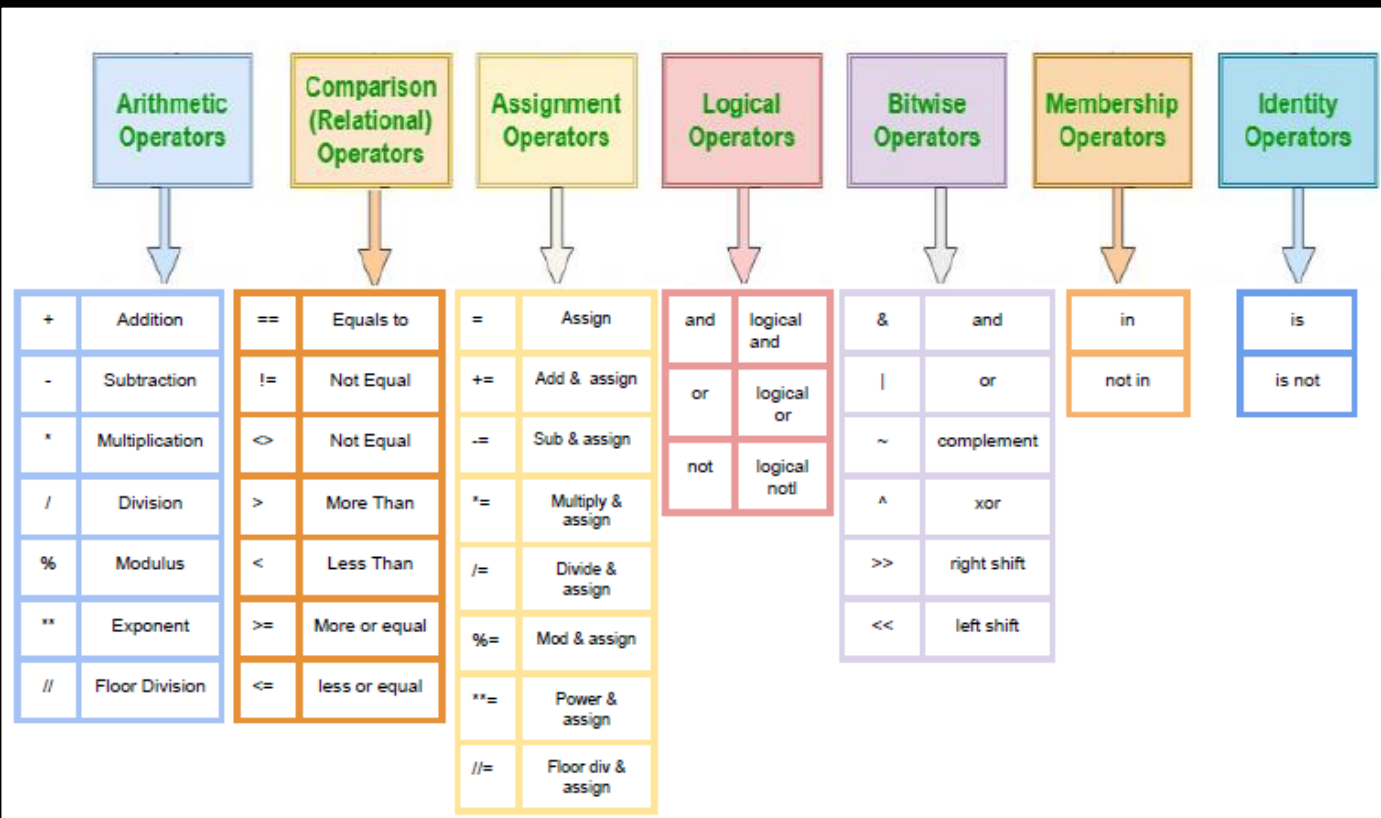 Arithmetic
Operators
Comparison
(Relational)
Operators
Assignment
Operators
Logical
Operators
Bitwise
Operators
Membership
Operators
Identity
Operators
+ Addition
- Subtraction
* Multiplication
/ Division
% Modulus
** Exponent
// Floor Division
== Equals to
!= Not Equal
<> Not Equal
> More Than
< Less Than
>= More or equal
<= less or equal
= Assign
+= Add & assign
-= Sub & assign
*= Multiply &
assign
/= Divide &
assign
%= Mod & assign
**= Power &
assign
//= Floor div &
assign
and logical
and
or logical
or
not logical
notl
& and
| or
~ complement
^ xor
>> right shift
<< left shift
in
not in
is
is not